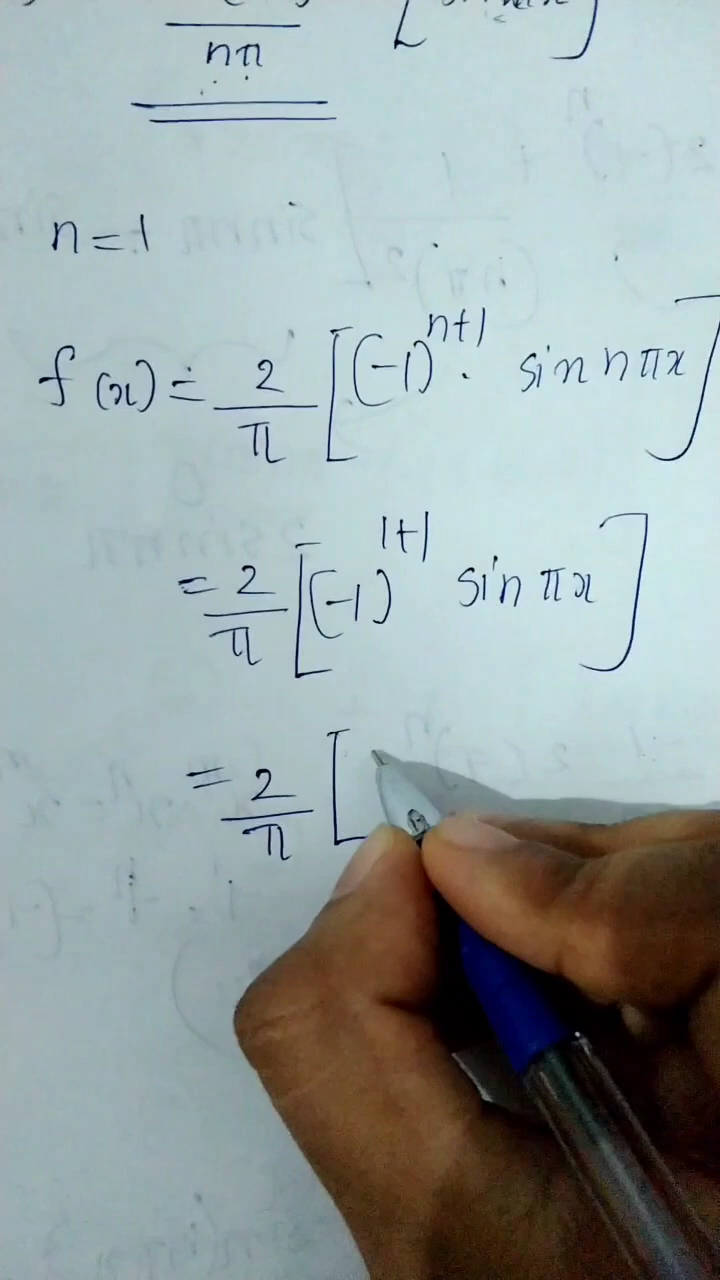 nπ
n=1
f(x) = 2/π [(-1)^n+1 . sin nπx]
= 2/π [(-1)^1+1 sin πx]
= 2/π [